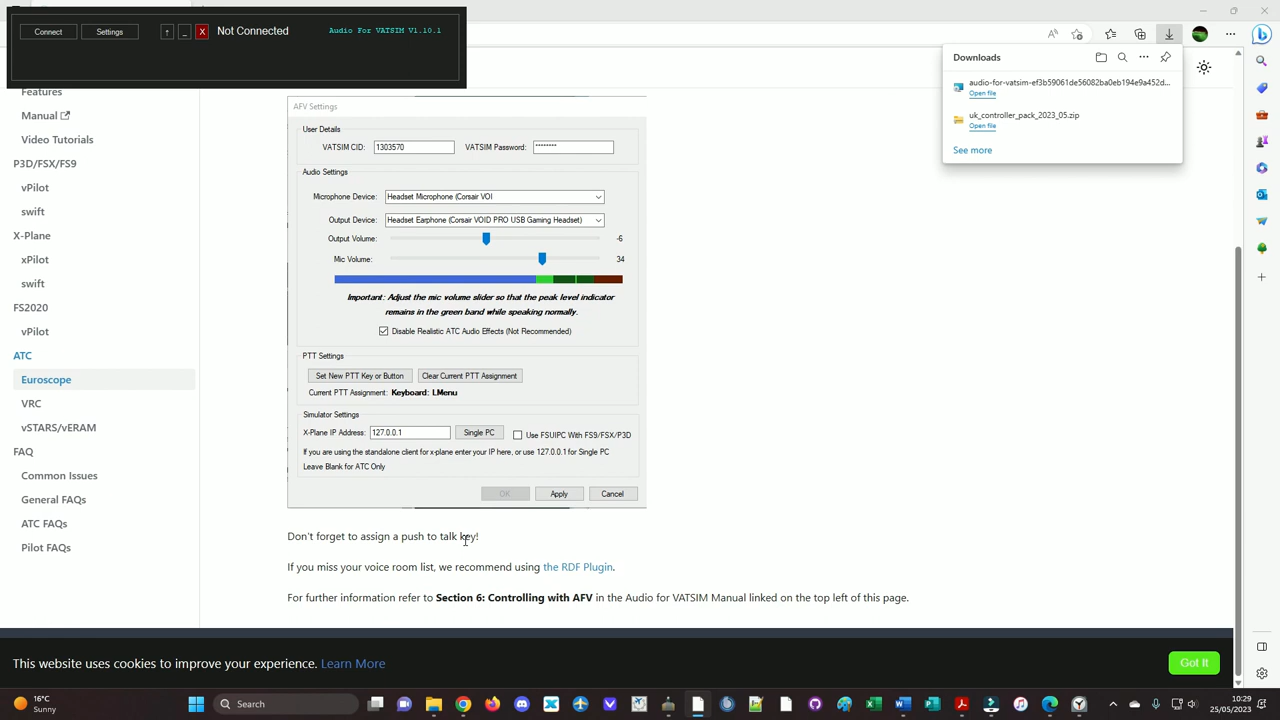 Connect
Settings
↑
_
X
Not Connected
Audio For VATSIM V1.10.1
Downloads
audio-for-vatsim-ef3b59061de56082ba0eb194e9a452d...
Open file
uk_controller_pack_2023_05.zip
Open file
See more
Features
Manual
Video Tutorials
P3D/FSX/FS9
vPilot
swift
X-Plane
xPilot
swift
FS2020
vPilot
ATC
Euroscope
VRC
vSTARS/vERAM
FAQ
Common Issues
General FAQs
ATC FAQs
Pilot FAQs
AFV Settings
User Details
VATSIM CID: 1303570 VATSIM Password: ********
Audio Settings
Microphone Device: Headset Microphone (Corsair VOI
Output Device: Headset Earphone (Corsair VOID PRO USB Gaming Headset)
Output Volume: -6
Mic Volume: 34
Important: Adjust the mic volume slider so that the peak level indicator
remains in the green band while speaking normally.
Disable Realistic ATC Audio Effects (Not Recommended)
PTT Settings
Set New PTT Key or Button Clear Current PTT Assignment
Current PTT Assignment: Keyboard: LMenu
Simulator Settings
X-Plane IP Address: 127.0.0.1 Single PC Use FSUIPC With FS9/FSX/P3D
If you are using the standalone client for x-plane enter your IP here, or use 127.0.0.1 for Single PC
Leave Blank for ATC Only
OK Apply Cancel
Don't forget to assign a push to talk key!
If you miss your voice room list, we recommend using the RDF Plugin.
For further information refer to Section 6: Controlling with AFV in the Audio for VATSIM Manual linked on the top left of this page.
This website uses cookies to improve your experience. Learn More
Got It
16°C
Sunny
Search
10:29
25/05/2023